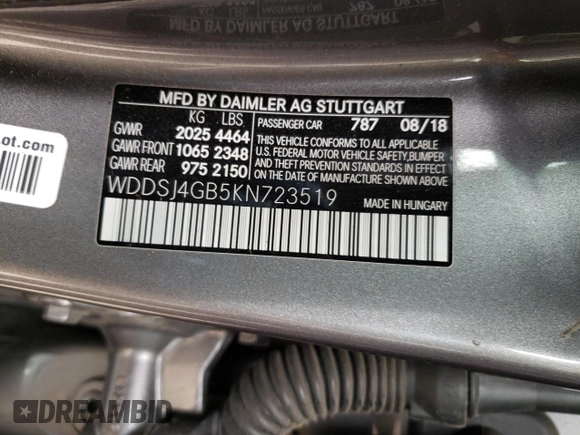 MFD BY DAIMLER AG STUTTGART
KG LBS
GVWR 2025 4464
GAWR FRONT 1065 2348
GAWR REAR 975 2150
PASSENGER CAR 787 08/18
THIS VEHICLE CONFORMS TO ALL APPLICABLE
U.S. FEDERAL MOTOR VEHICLE SAFETY, BUMPER
AND THEFT PREVENTION STANDARDS IN EFFECT
ON THE DATE OF MANUFACTURE SHOWN ABOVE.
WDDSJ4GB5KN723519
MADE IN HUNGARY
ot.com
DREAMBID